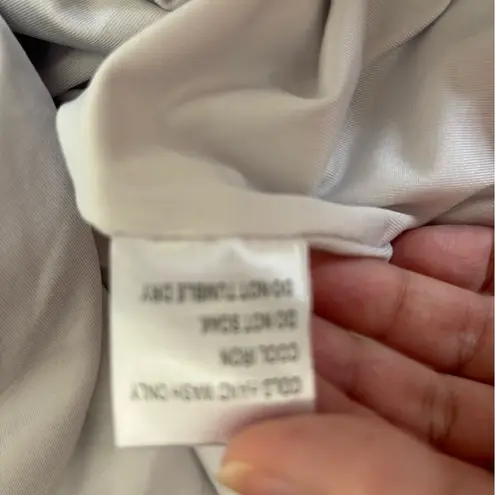 COLD HAND WASH ONLY
COOL IRON
DO NOT SOAK
DO NOT TUMBLE DRY